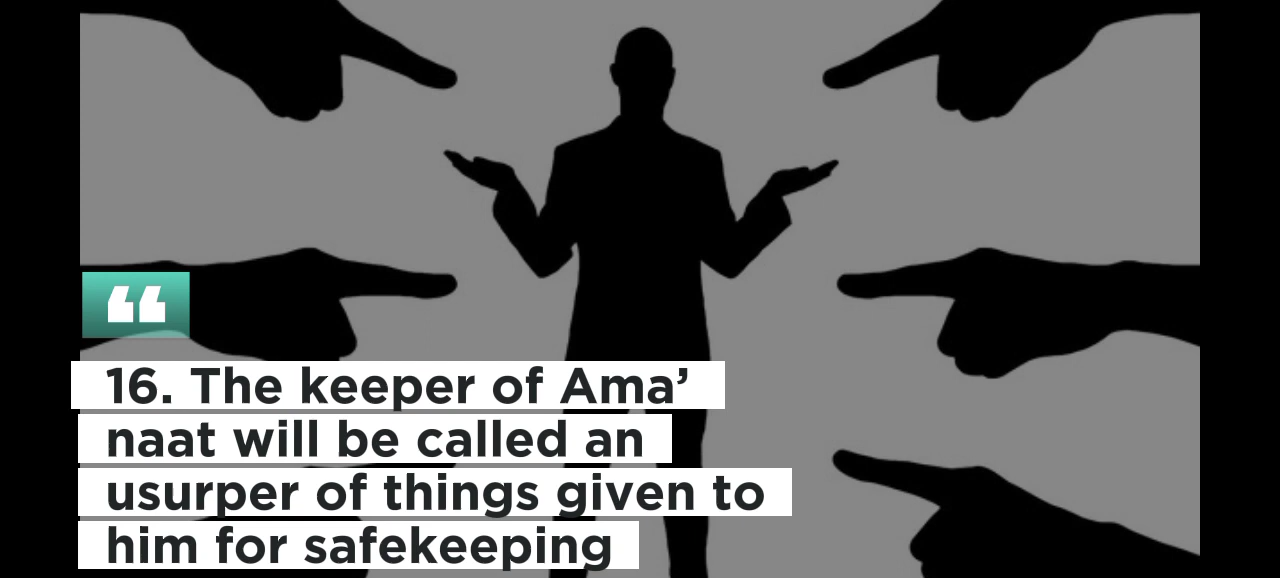 “
16. The keeper of Ama’
naat will be called an
usurper of things given to
him for safekeeping